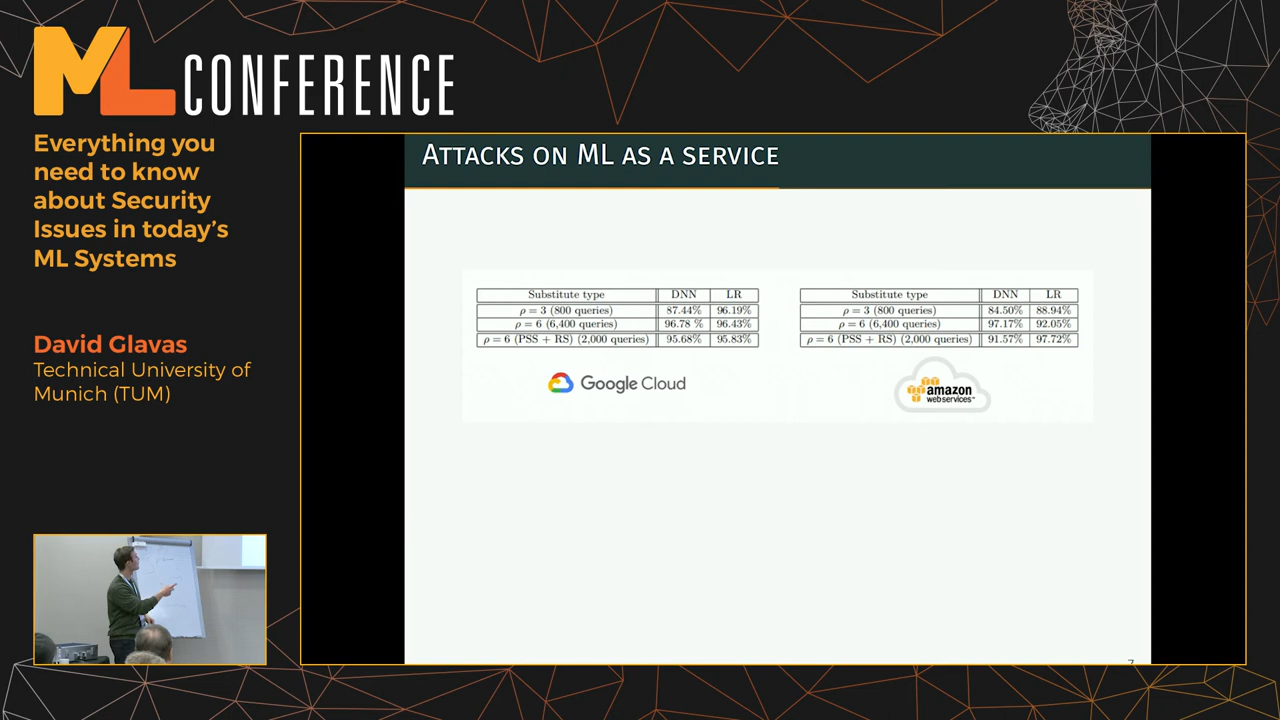 ML CONFERENCE
Everything you
need to know
about Security
Issues in today's
ML Systems
David Glavas
Technical University of
Munich (TUM)
ATTACKS ON ML AS A SERVICE
Substitute type DNN LR
ρ = 3 (800 queries) 87.44% 96.19%
ρ = 6 (6,400 queries) 96.78 % 96.43%
ρ = 6 (PSS + RS) (2,000 queries) 95.68% 95.83%
Google Cloud
Substitute type DNN LR
ρ = 3 (800 queries) 84.50% 88.94%
ρ = 6 (6,400 queries) 97.17% 92.05%
ρ = 6 (PSS + RS) (2,000 queries) 91.57% 97.72%
amazon
webservices™